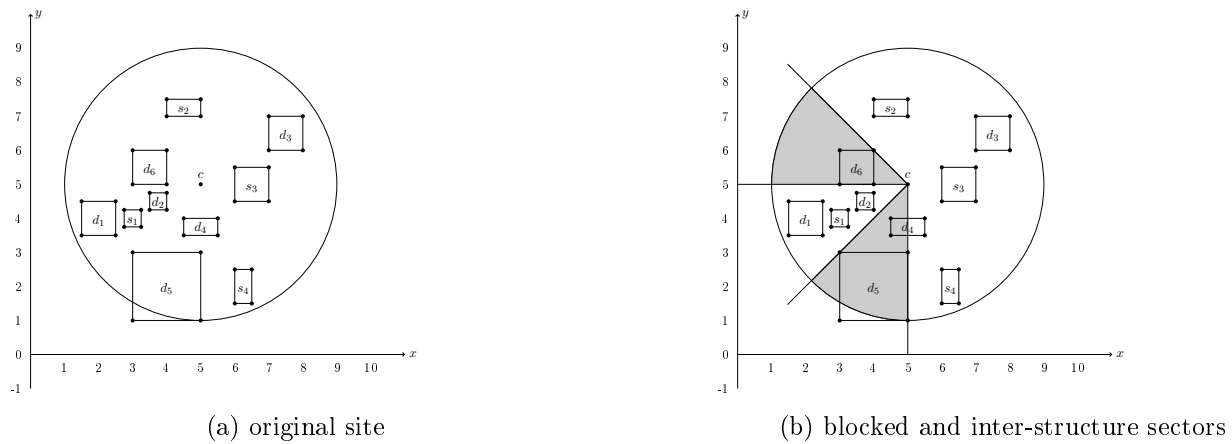 y
9
8
7
6
5
4
3
2
1
0
-1
1 2 3 4 5 6 7 8 9 10 x
s₂
d₃
d₆
c
s₃
d₂
d₁
s₁
d₄
d₅
s₄
(a) original site
y
9
8
7
6
5
4
3
2
1
0
-1
1 2 3 4 5 6 7 8 9 10 x
s₂
d₃
d₆
c
s₃
d₂
d₁
s₁
d₄
d₅
s₄
(b) blocked and inter-structure sectors